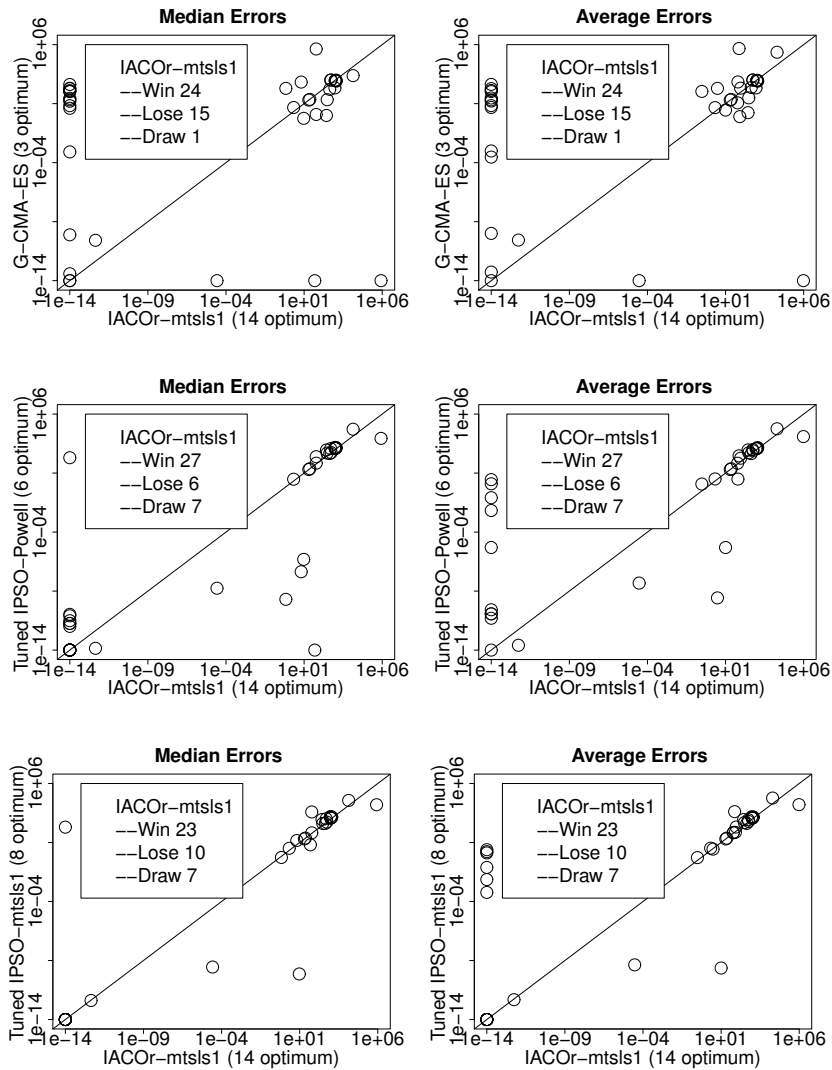 Median Errors
G−CMA−ES (3 optimum)
1e−14 1e−04 1e+06
IACOr−mtsls1
−−Win 24
−−Lose 15
−−Draw 1
1e−14 1e−09 1e−04 1e+01 1e+06
IACOr−mtsls1 (14 optimum)
Average Errors
G−CMA−ES (3 optimum)
1e−14 1e−04 1e+06
IACOr−mtsls1
−−Win 24
−−Lose 15
−−Draw 1
1e−14 1e−09 1e−04 1e+01 1e+06
IACOr−mtsls1 (14 optimum)
Median Errors
Tuned IPSO−Powell (6 optimum)
1e−14 1e−04 1e+06
IACOr−mtsls1
−−Win 27
−−Lose 6
−−Draw 7
1e−14 1e−09 1e−04 1e+01 1e+06
IACOr−mtsls1 (14 optimum)
Average Errors
Tuned IPSO−Powell (6 optimum)
1e−14 1e−04 1e+06
IACOr−mtsls1
−−Win 27
−−Lose 6
−−Draw 7
1e−14 1e−09 1e−04 1e+01 1e+06
IACOr−mtsls1 (14 optimum)
Median Errors
Tuned IPSO−mtsls1 (8 optimum)
1e−14 1e−04 1e+06
IACOr−mtsls1
−−Win 23
−−Lose 10
−−Draw 7
1e−14 1e−09 1e−04 1e+01 1e+06
IACOr−mtsls1 (14 optimum)
Average Errors
Tuned IPSO−mtsls1 (8 optimum)
1e−14 1e−04 1e+06
IACOr−mtsls1
−−Win 23
−−Lose 10
−−Draw 7
1e−14 1e−09 1e−04 1e+01 1e+06
IACOr−mtsls1 (14 optimum)